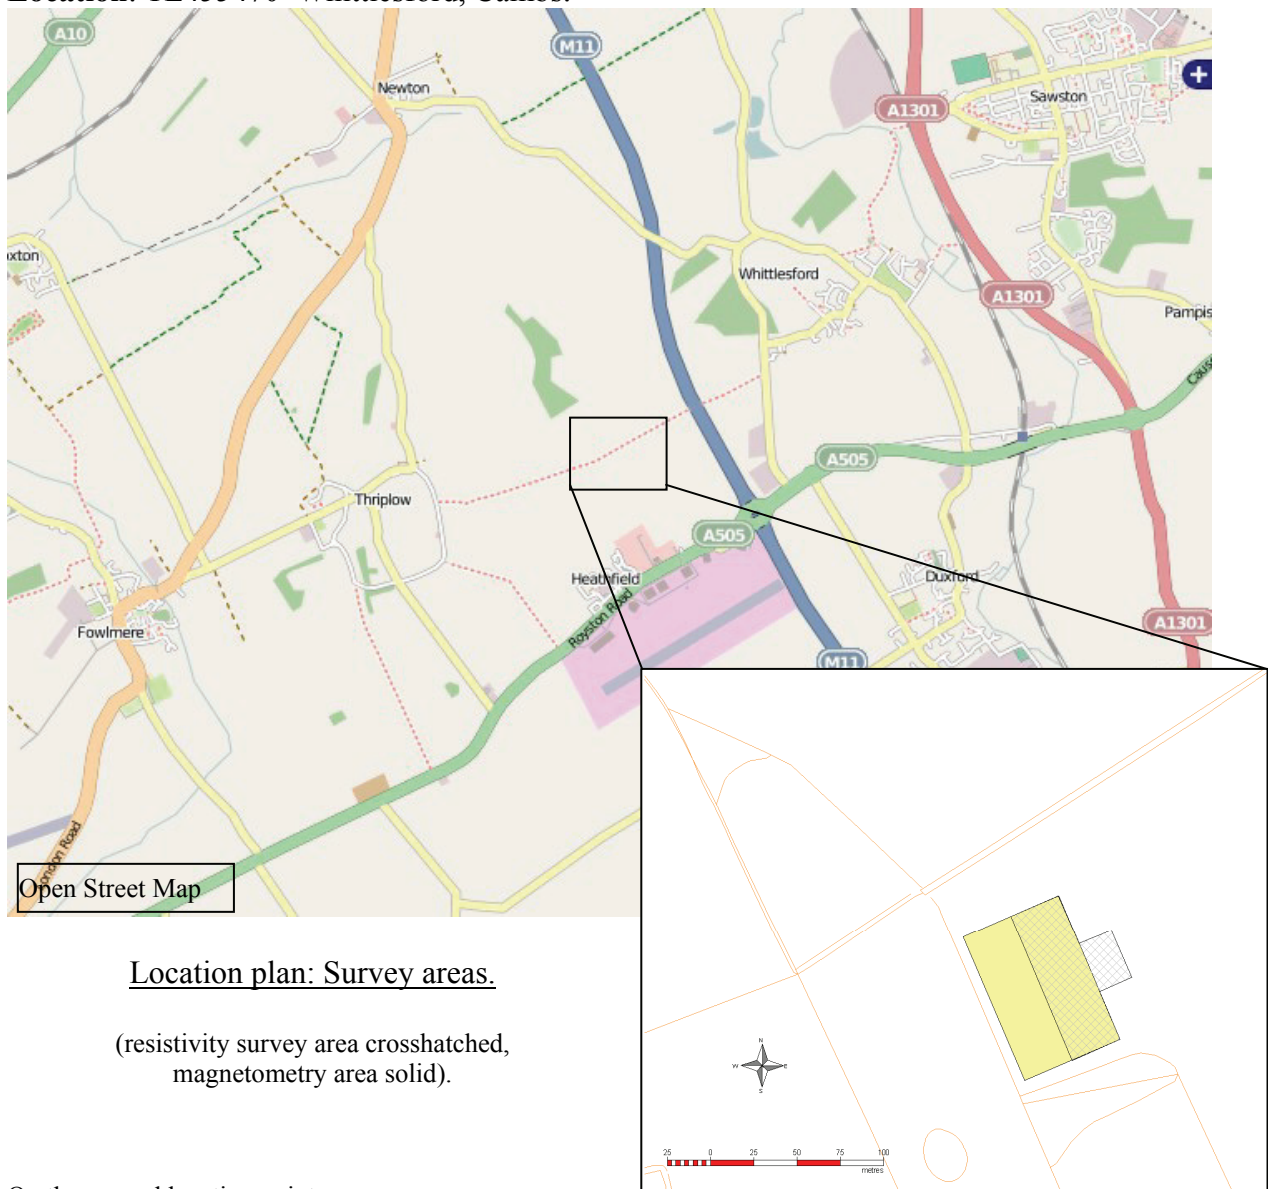 A10
M11
Newton
A1301
Sawston
xton
Whittlesford
A1301
Pampis
Caus
A505
Thriplow
A505
Heathfield
Duxford
Royston Road
Fowlmere
A1301
M11
ondon Road
Open Street Map
Location plan: Survey areas.
(resistivity survey area crosshatched,
magnetometry area solid).
N
W E
S
25 0 25 50 75 100
metres